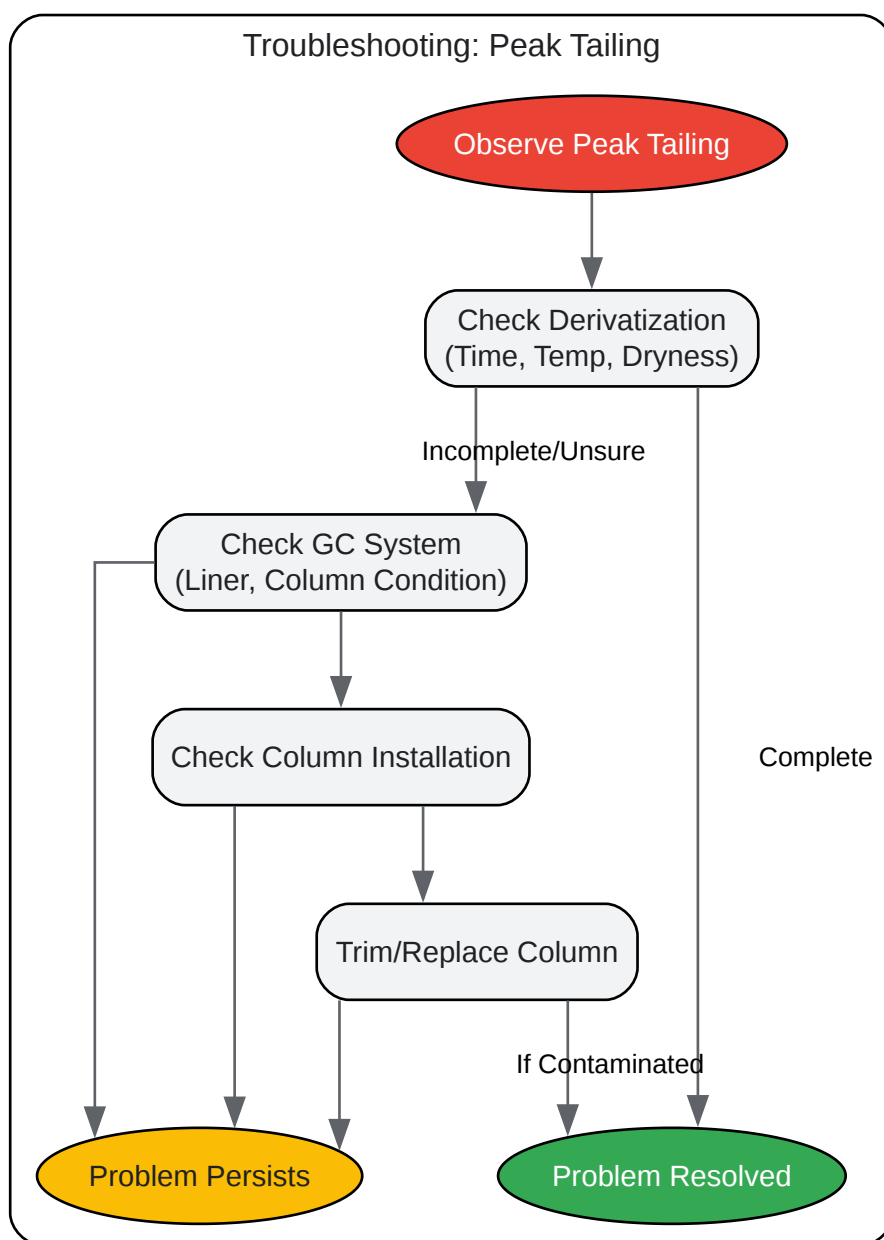 Troubleshooting: Peak Tailing
Observe Peak Tailing
Check Derivatization
(Time, Temp, Dryness)
Incomplete/Unsure
Check GC System
(Liner, Column Condition)
Check Column Installation
Complete
Trim/Replace Column
If Contaminated
Problem Persists
Problem Resolved